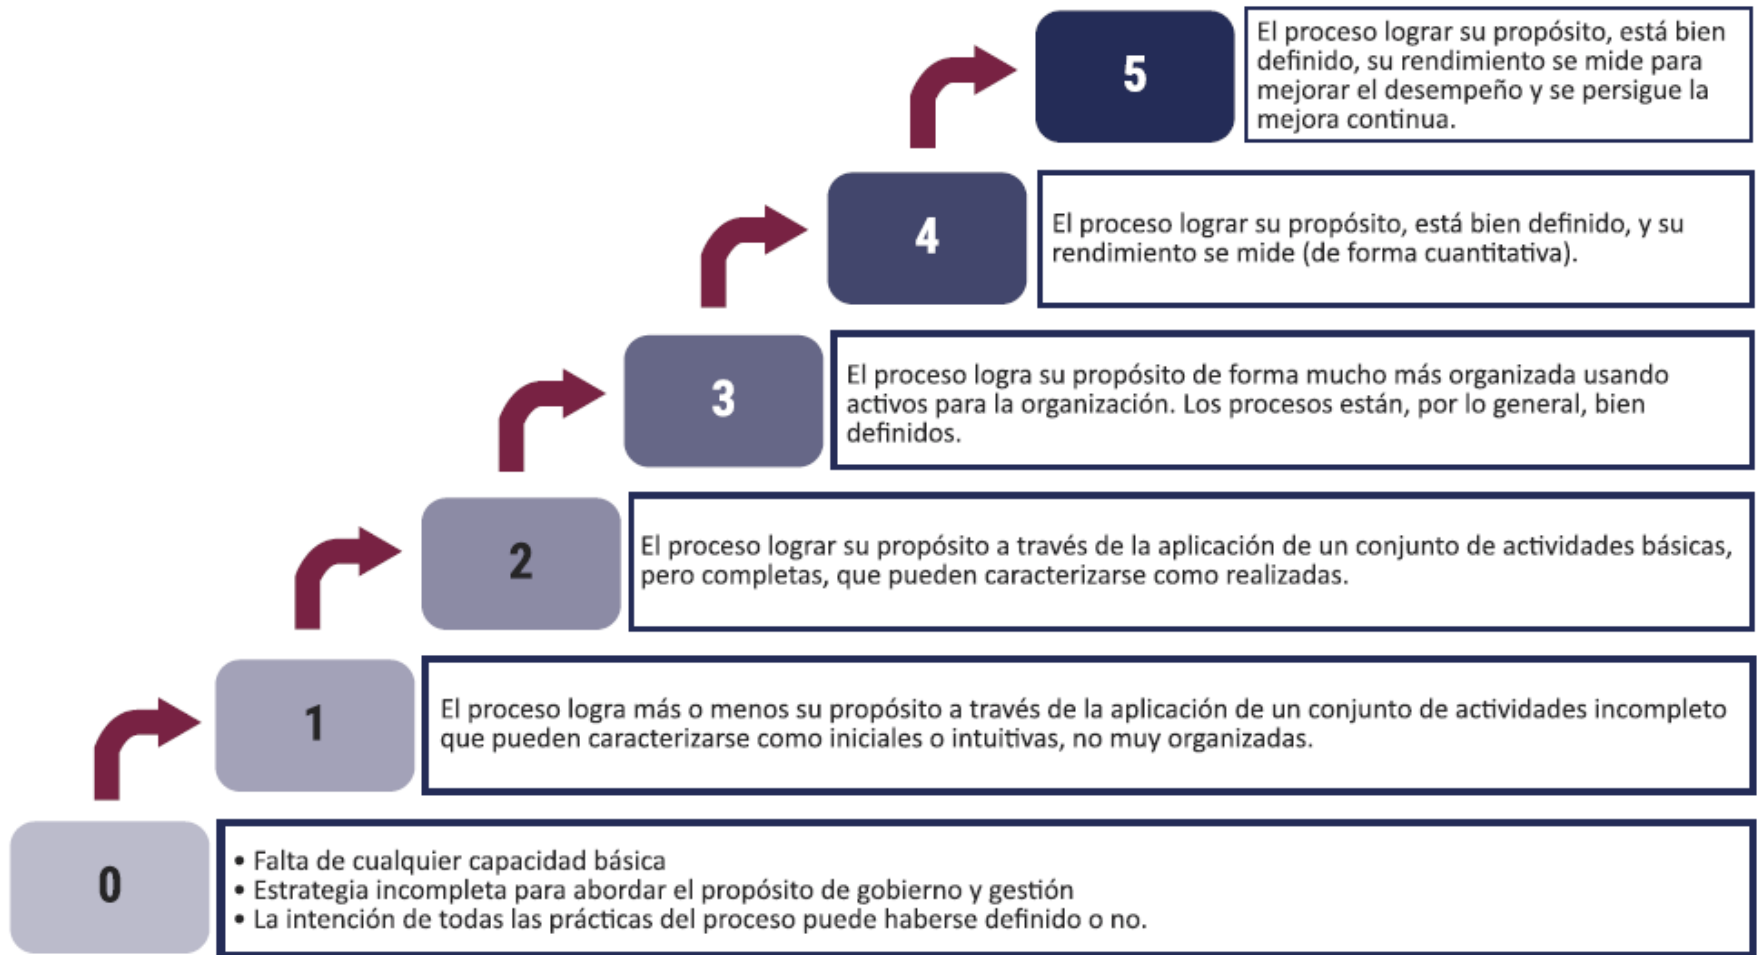 5
El proceso lograr su propósito, está bien
definido, su rendimiento se mide para
mejorar el desempeño y se persigue la
mejora continua.
4
El proceso lograr su propósito, está bien definido, y su
rendimiento se mide (de forma cuantitativa).
3
El proceso logra su propósito de forma mucho más organizada usando
activos para la organización. Los procesos están, por lo general, bien
definidos.
2
El proceso lograr su propósito a través de la aplicación de un conjunto de actividades básicas,
pero completas, que pueden caracterizarse como realizadas.
1
El proceso logra más o menos su propósito a través de la aplicación de un conjunto de actividades incompleto
que pueden caracterizarse como iniciales o intuitivas, no muy organizadas.
0
• Falta de cualquier capacidad básica
• Estrategia incompleta para abordar el propósito de gobierno y gestión
• La intención de todas las prácticas del proceso puede haberse definido o no.